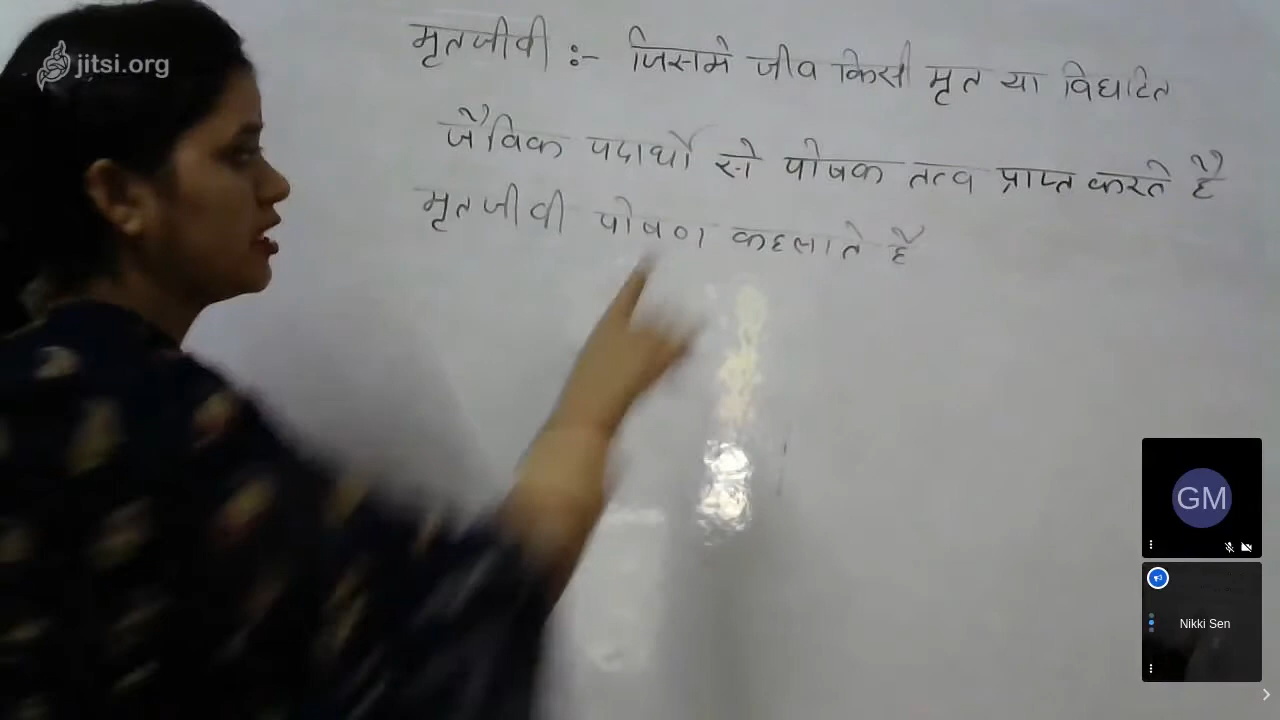 jitsi.org
मृतजीवी :- जिसमे जीव किसी मृत या विघटित
जैविक पदार्थों से पोषक तत्व प्राप्त करते है
मृतजीवी पोषण कहलाते है
GM
Nikki Sen